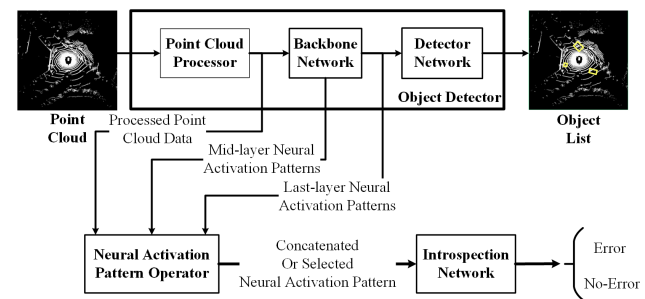 Point Cloud
Processor
Backbone
Network
Detector
Network
Object Detector
Point
Cloud
Object
List
Processed Point
Cloud Data
Mid-layer Neural
Activation Patterns
Last-layer Neural
Activation Patterns
Neural Activation
Pattern Operator
Concatenated
Or Selected
Neural Activation Pattern
Introspection
Network
Error
No-Error